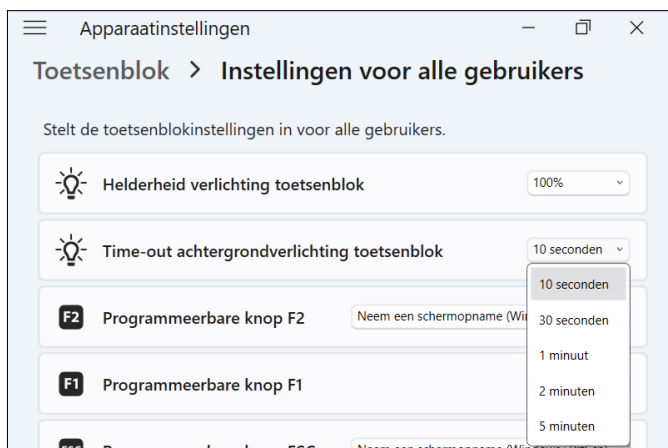 Apparaatinstellingen
Toetsenblok > Instellingen voor alle gebruikers
Stelt de toetsenblokinstellingen in voor alle gebruikers.
Helderheid verlichting toetsenblok 100%
Time-out achtergrondverlichting toetsenblok 10 seconden
10 seconden
F2 Programmeerbare knop F2 Neem een schermopname
30 seconden
1 minuut
F1 Programmeerbare knop F1
2 minuten
5 minuten